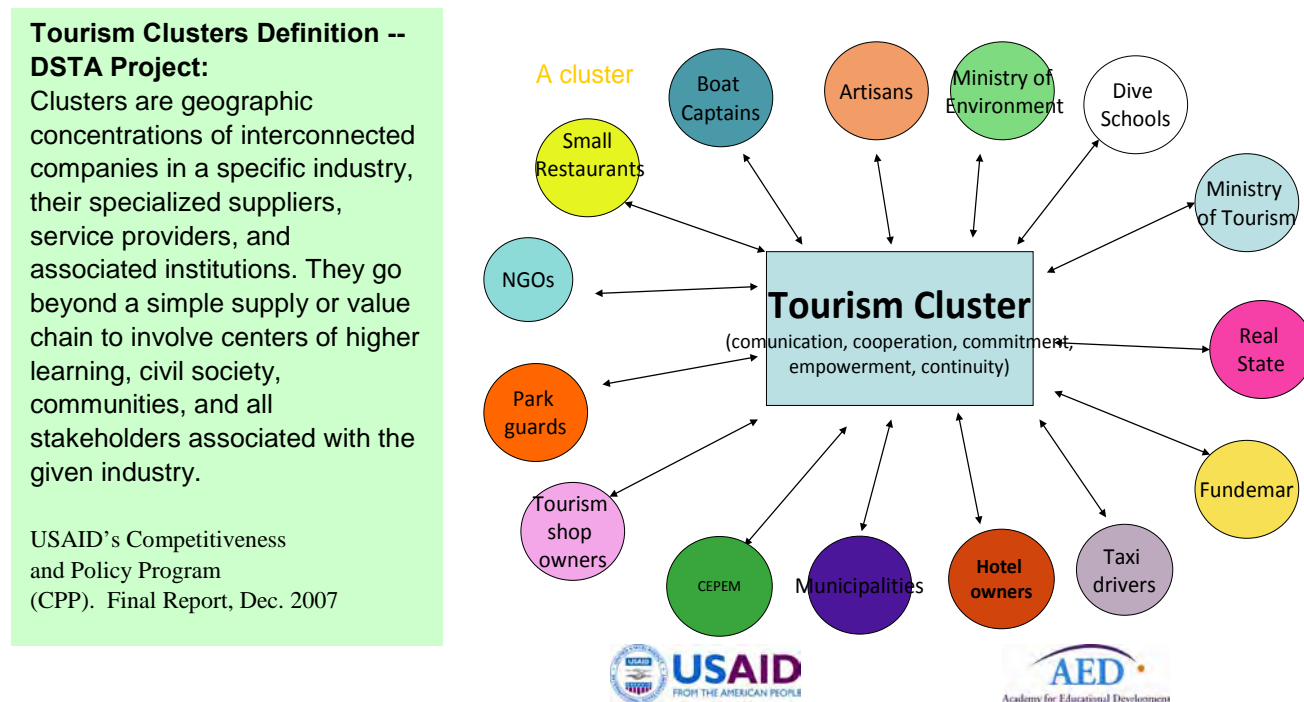 Tourism Clusters Definition --
DSTA Project:
Clusters are geographic
concentrations of interconnected
companies in a specific industry,
their specialized suppliers,
service providers, and
associated institutions. They go
beyond a simple supply or value
chain to involve centers of higher
learning, civil society,
communities, and all
stakeholders associated with the
given industry.
USAID’s Competitiveness
and Policy Program
(CPP).  Final Report, Dec. 2007
A cluster
Boat
Captains
Artisans
Ministry of
Environment
Dive
Schools
Small
Restaurants
Ministry
of Tourism
NGOs
Tourism Cluster
(comunication, cooperation, commitment,
empowerment, continuity)
Real
State
Park
guards
Fundemar
Tourism
shop
owners
CEPEM
Municipalities
Hotel
owners
Taxi
drivers
USAID
USAID
FROM THE AMERICAN PEOPLE
AED
Academy for Educational Development